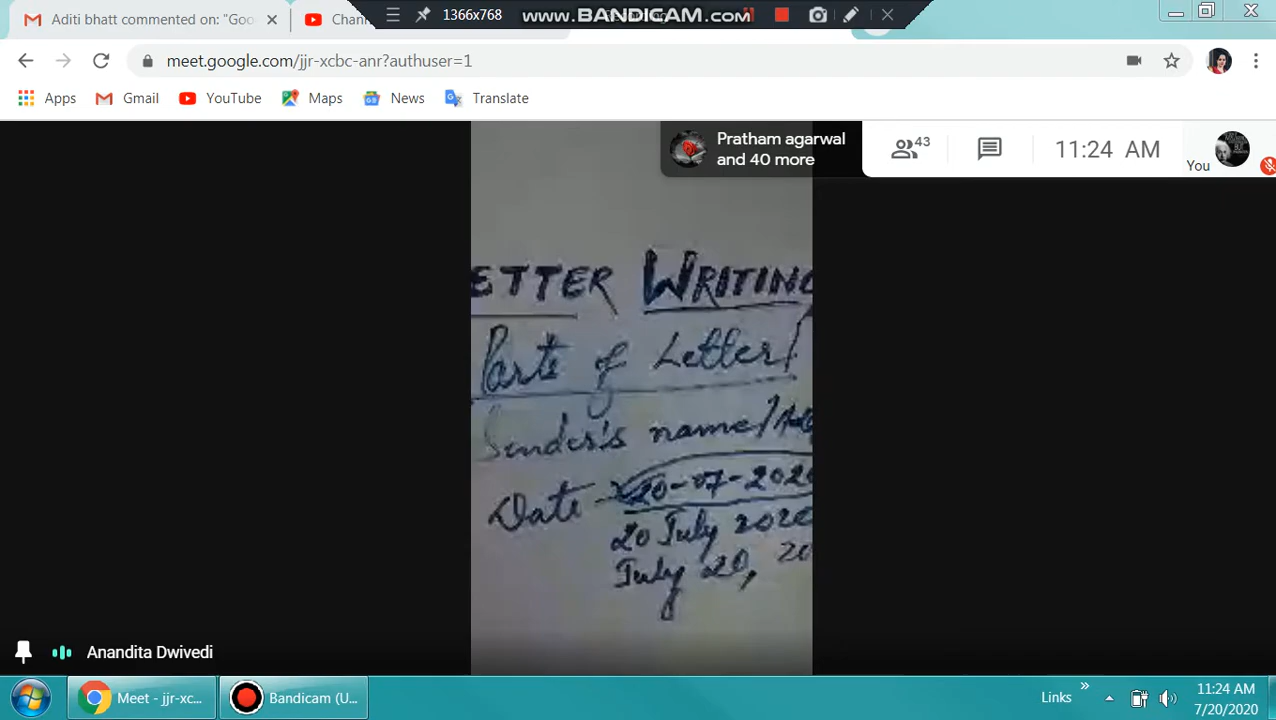 Aditi bhatt commented on: "Goo
Chan
1366x768
www.BANDICAM.com
meet.google.com/jjr-xcbc-anr?authuser=1
Apps
Gmail
YouTube
Maps
News
Translate
Pratham agarwal
and 40 more
43
11:24 AM
You
ETTER WRITING
Parts of Letter/
Sender's name/
Date 20-07-2020
20 July 2020
July 20, 20
Anandita Dwivedi
Meet - jjr-xc...
Bandicam (U...
Links
11:24 AM
7/20/2020